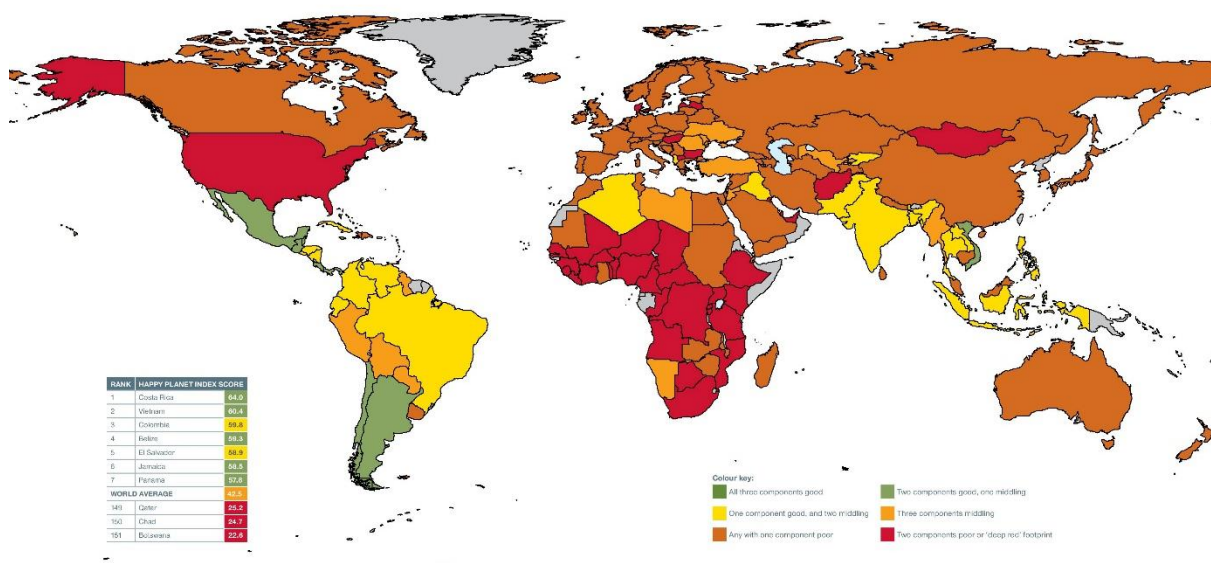 RANK HAPPY PLANET INDEX SCORE
1 Costa Rica 64.0
2 Vietnam 60.4
3 Colombia 59.8
4 Belize 59.3
5 El Salvador 58.9
6 Jamaica 58.5
7 Panama 57.8
WORLD AVERAGE 42.5
149 Qatar 25.2
150 Chad 24.7
151 Botswana 22.6
Colour key:
All three components good
Two components good, one middling
One component good, and two middling
Three components middling
Any with one component poor
Two components poor or 'deep red' footprint